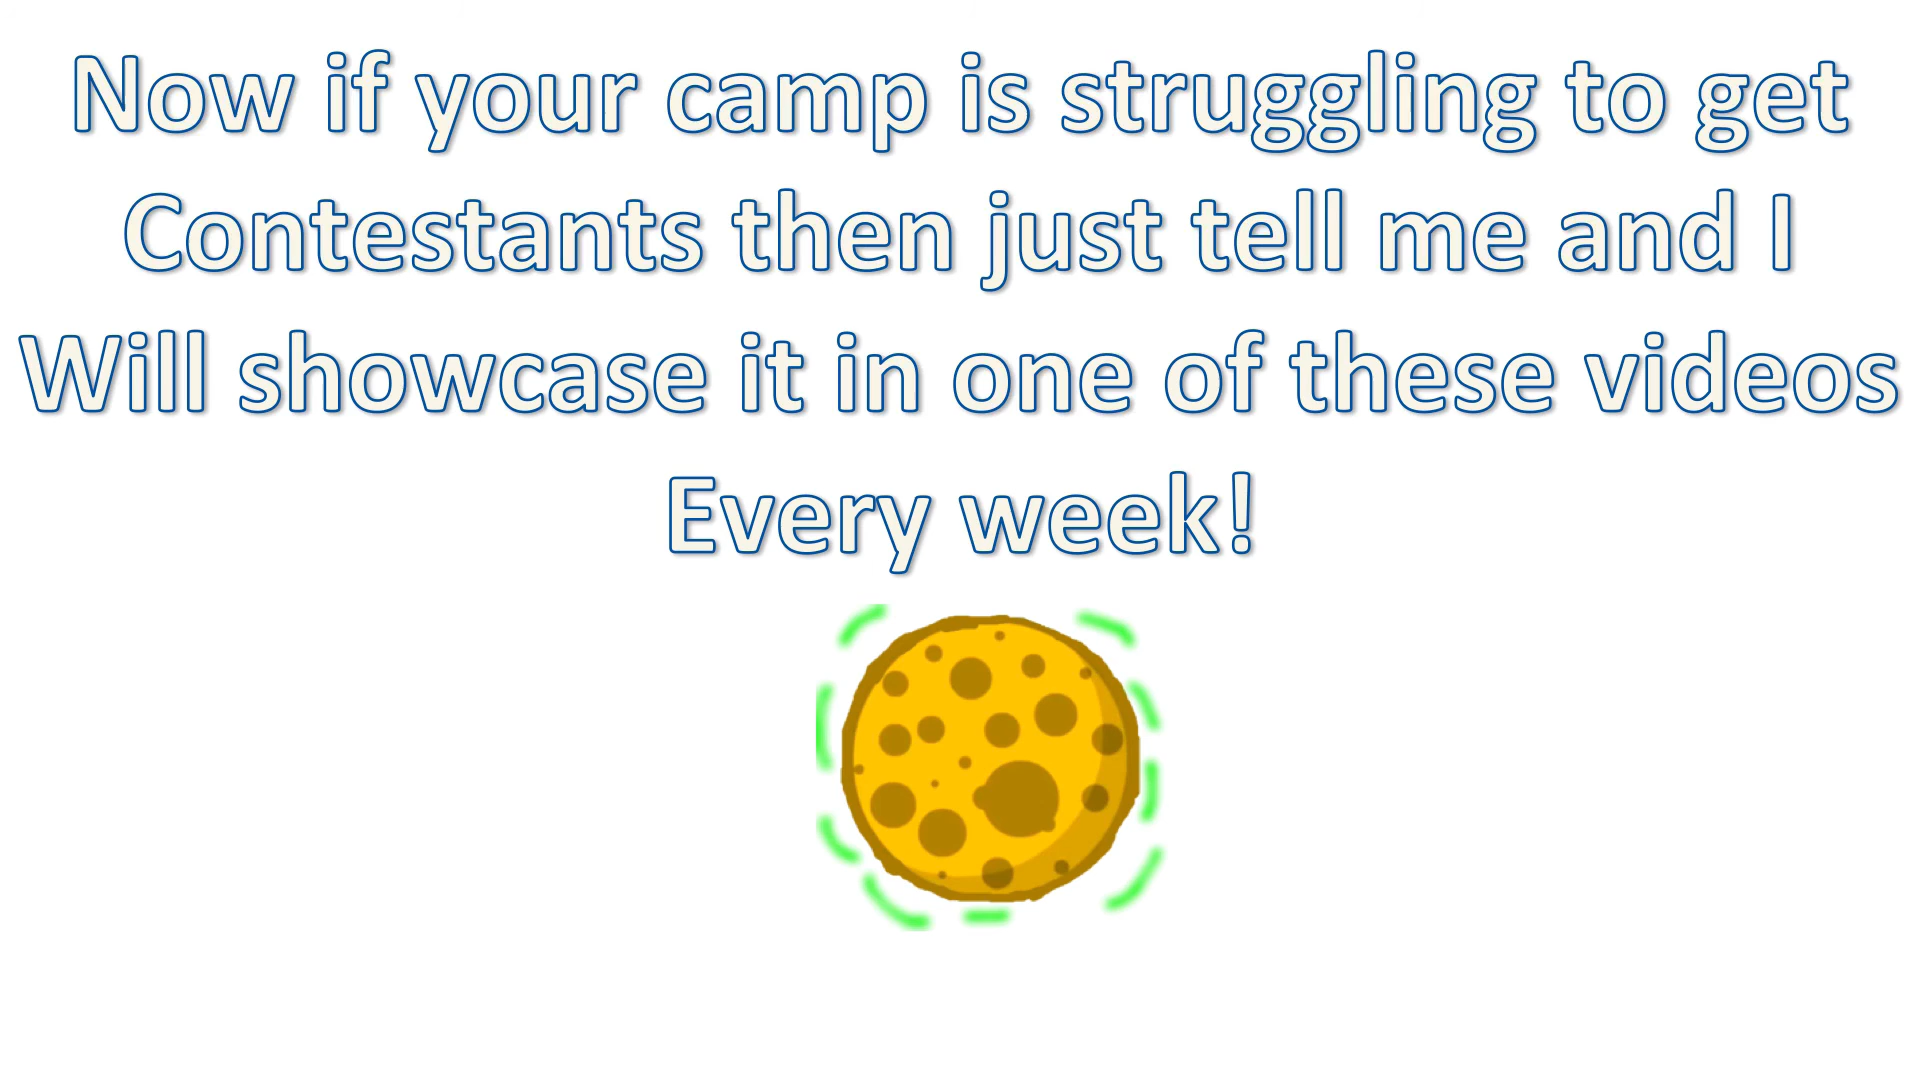 Now if your camp is struggling to get
Contestants then just tell me and I
Will showcase it in one of these videos
Every week!